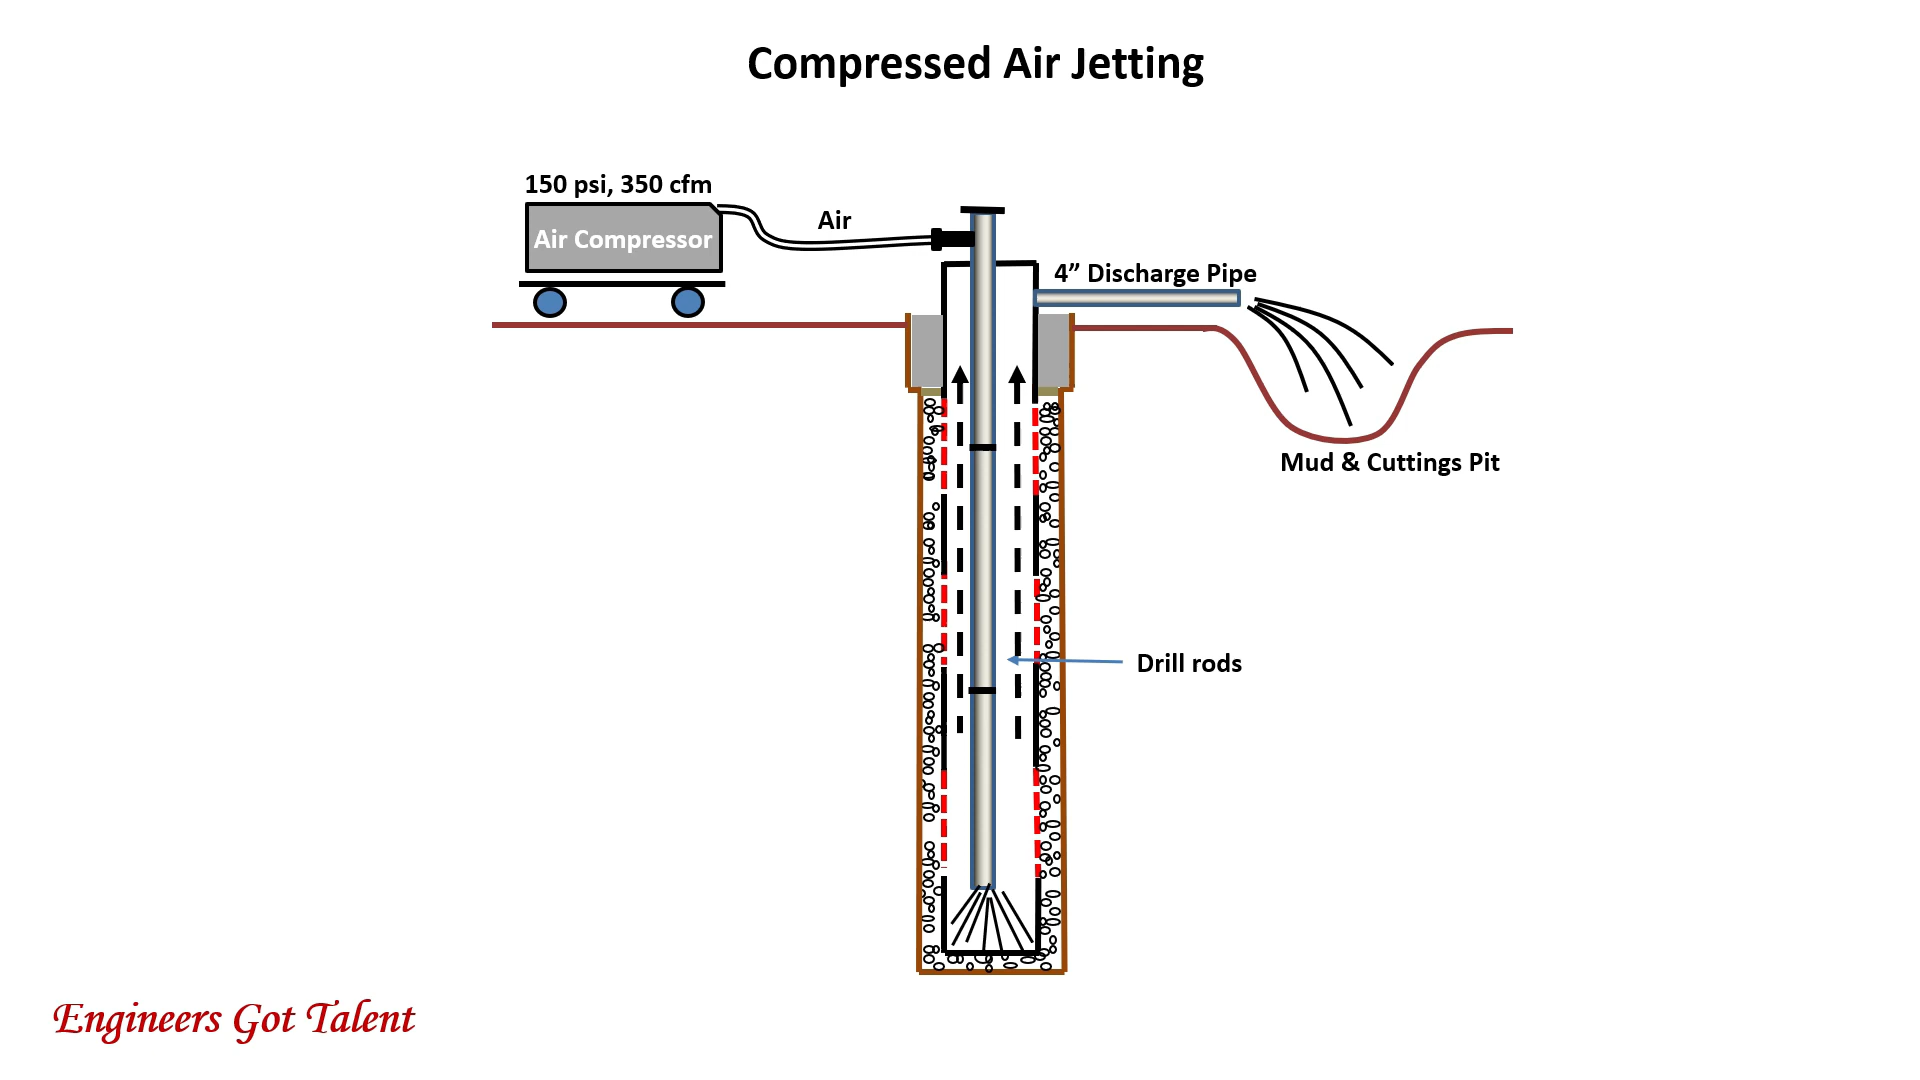 Compressed Air Jetting
150 psi, 350 cfm
Air Compressor
Air
4” Discharge Pipe
Mud & Cuttings Pit
Drill rods
Engineers Got Talent